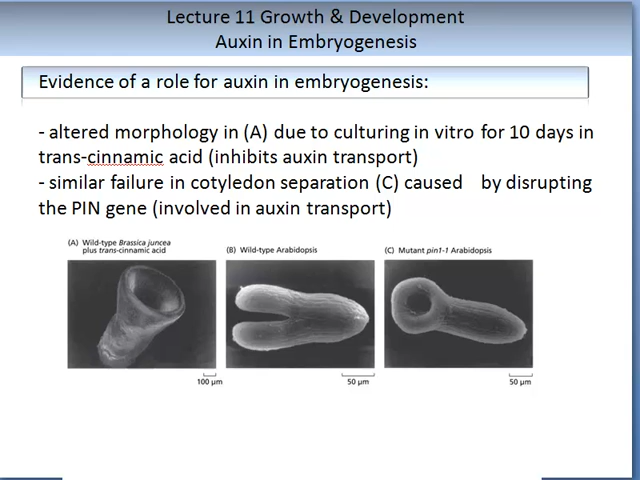 Lecture 11 Growth & Development
Auxin in Embryogenesis
Evidence of a role for auxin in embryogenesis:
- altered morphology in (A) due to culturing in vitro for 10 days in
trans-cinnamic acid (inhibits auxin transport)
- similar failure in cotyledon separation (C) caused by disrupting
the PIN gene (involved in auxin transport)
(A) Wild-type Brassica juncea
plus trans-cinnamic acid
(B) Wild-type Arabidopsis
(C) Mutant pin1-1 Arabidopsis
100 µm
50 µm
50 µm